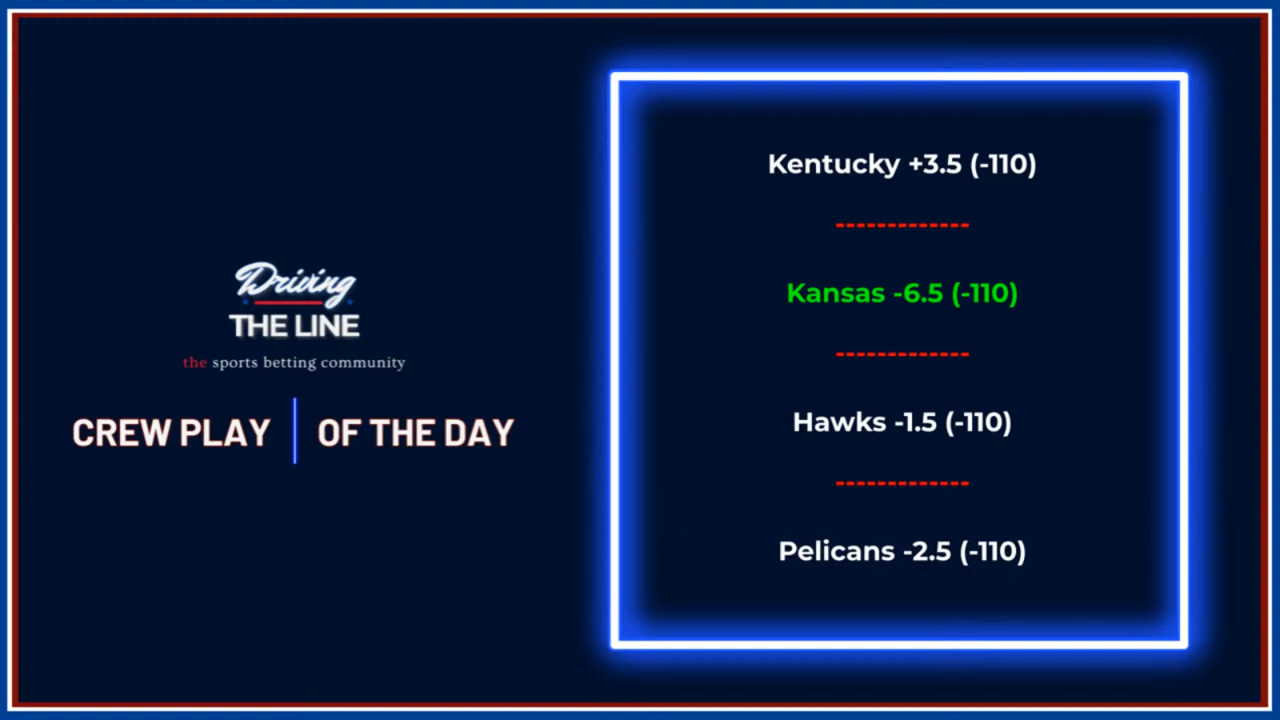 Driving
THE LINE
the sports betting community
CREW PLAY OF THE DAY
Kentucky +3.5 (-110)
-------------
Kansas -6.5 (-110)
-------------
Hawks -1.5 (-110)
-------------
Pelicans -2.5 (-110)